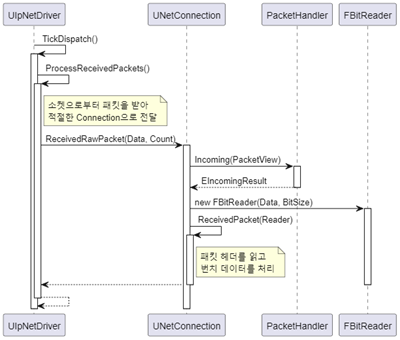 UIpNetDriver
UNetConnection
PacketHandler
FBitReader
TickDispatch()
ProcessReceivedPackets()
소켓으로부터 패킷을 받아
적절한 Connection으로 전달
ReceivedRawPacket(Data, Count)
Incoming(PacketView)
EIncomingResult
new FBitReader(Data, BitSize)
ReceivedPacket(Reader)
패킷 헤더를 읽고
번치 데이터를 처리
UIpNetDriver
UNetConnection
PacketHandler
FBitReader